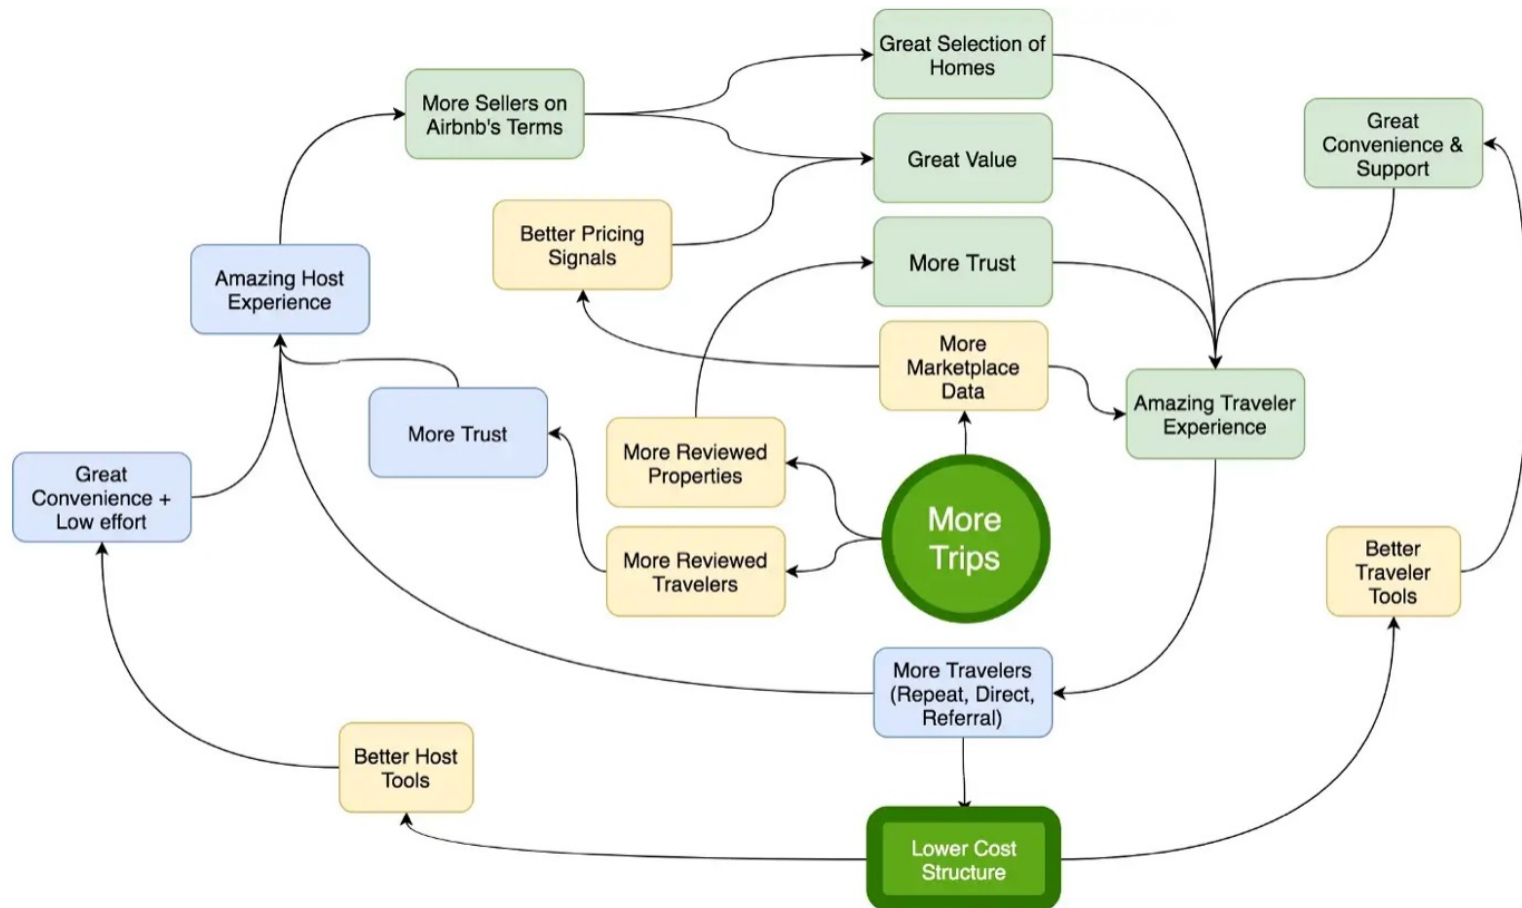 Great Selection of
Homes
More Sellers on
Airbnb's Terms
Great
Convenience &
Support
Great Value
Better Pricing
Signals
More Trust
Amazing Host
Experience
More
Marketplace
Data
Amazing Traveler
Experience
More Trust
More Reviewed
Properties
Great
Convenience +
Low effort
More
Trips
More Reviewed
Travelers
Better
Traveler
Tools
More Travelers
(Repeat, Direct,
Referral)
Better Host
Tools
Lower Cost
Structure